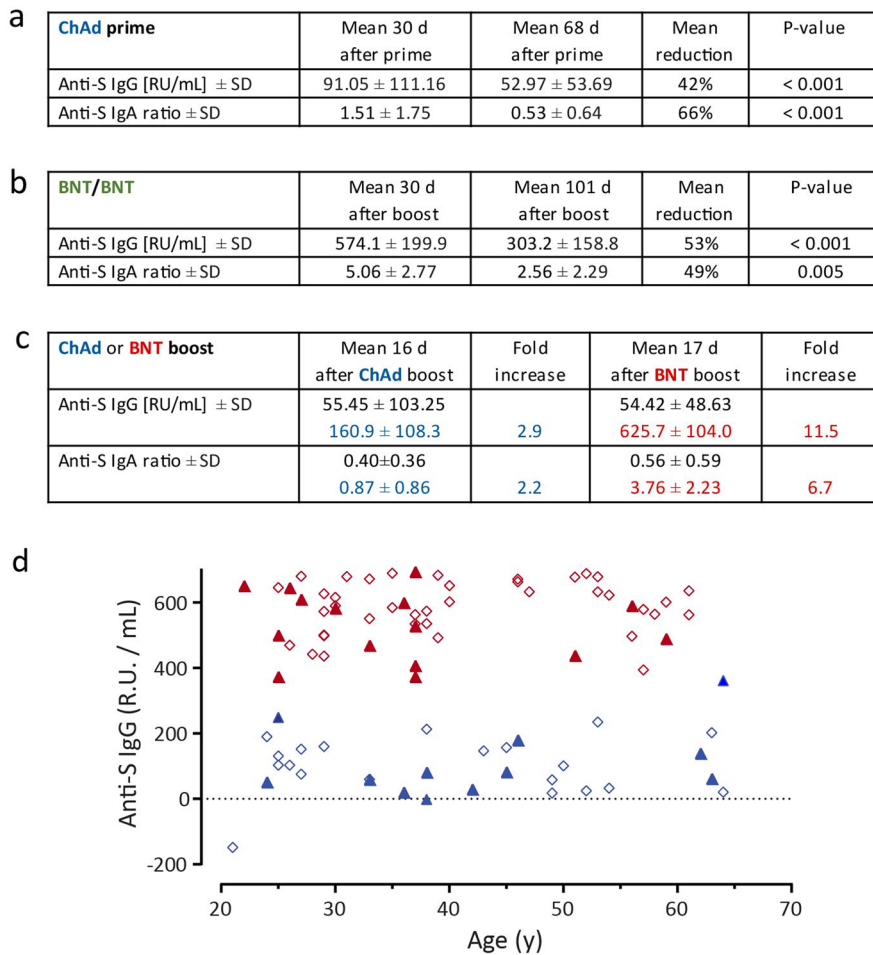 a
ChAd prime Mean 30 d after prime Mean 68 d after prime Mean reduction P-value
Anti-S IgG [RU/mL] ± SD 91.05 ± 111.16 52.97 ± 53.69 42% < 0.001
Anti-S IgA ratio ± SD 1.51 ± 1.75 0.53 ± 0.64 66% < 0.001
b
BNT/BNT Mean 30 d after boost Mean 101 d after boost Mean reduction P-value
Anti-S IgG [RU/mL] ± SD 574.1 ± 199.9 303.2 ± 158.8 53% < 0.001
Anti-S IgA ratio ± SD 5.06 ± 2.77 2.56 ± 2.29 49% 0.005
c
ChAd or BNT boost Mean 16 d after ChAd boost Fold increase Mean 17 d after BNT boost Fold increase
Anti-S IgG [RU/mL] ± SD 55.45 ± 103.25 54.42 ± 48.63
160.9 ± 108.3 2.9 625.7 ± 104.0 11.5
Anti-S IgA ratio ± SD 0.40±0.36 0.56 ± 0.59
0.87 ± 0.86 2.2 3.76 ± 2.23 6.7
d
Anti-S IgG (R.U. / mL)
600
400
200
0
-200
20 30 40 50 60 70
Age (y)